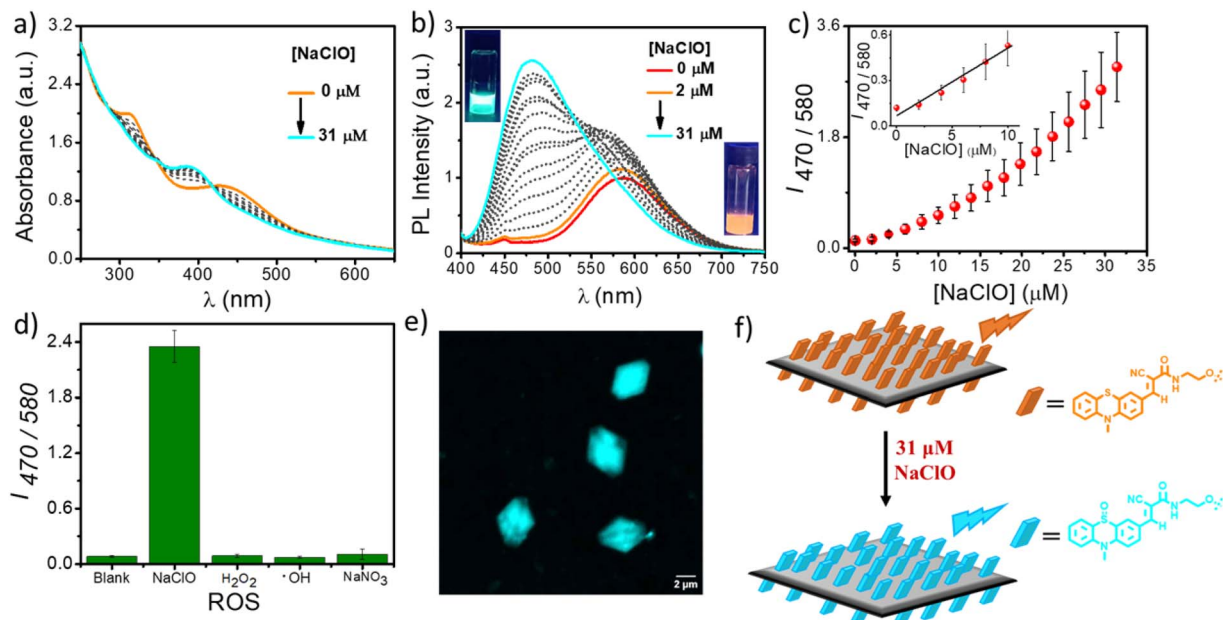 a)
Absorbance (a.u.)
3.0
2.4
1.8
1.2
0.6
0.0
300 400 500 600
λ (nm)
[NaClO]
0 μM
31 μM
b)
PL Intensity (a.u.)
3
2
2
1
1
0
400 450 500 550 600 650 700 750
λ (nm)
[NaClO]
0 μM
2 μM
31 μM
c)
I 470 / 580
3.6
1.8
0.0
0 5 10 15 20 25 30 35
[NaClO] (μM)
I 470 / 580
0.6
0.3
0.0
0 5 10
[NaClO] (μM)
d)
I 470 / 580
2.4
1.8
1.2
0.6
0.0
Blank NaClO H₂O₂ ·OH NaNO₃
ROS
e)
2 μm
f)
31 μM
NaClO
=
NC O
N
H
O
S
H
N
=
NC O
N
H
O
O
S
H
N